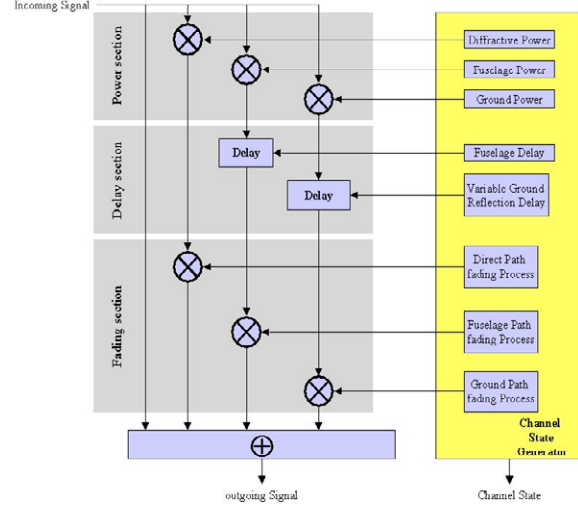 Incoming Signal
Power section
Diffractive Power
Fuselage Power
Ground Power
Delay section
Delay
Fuselage Delay
Delay
Variable Ground
Reflection Delay
Fading section
Direct Path
fading Process
Fuselage Path
fading Process
Ground Path
fading Process
Channel
State
Generator
outgoing Signal
Channel State